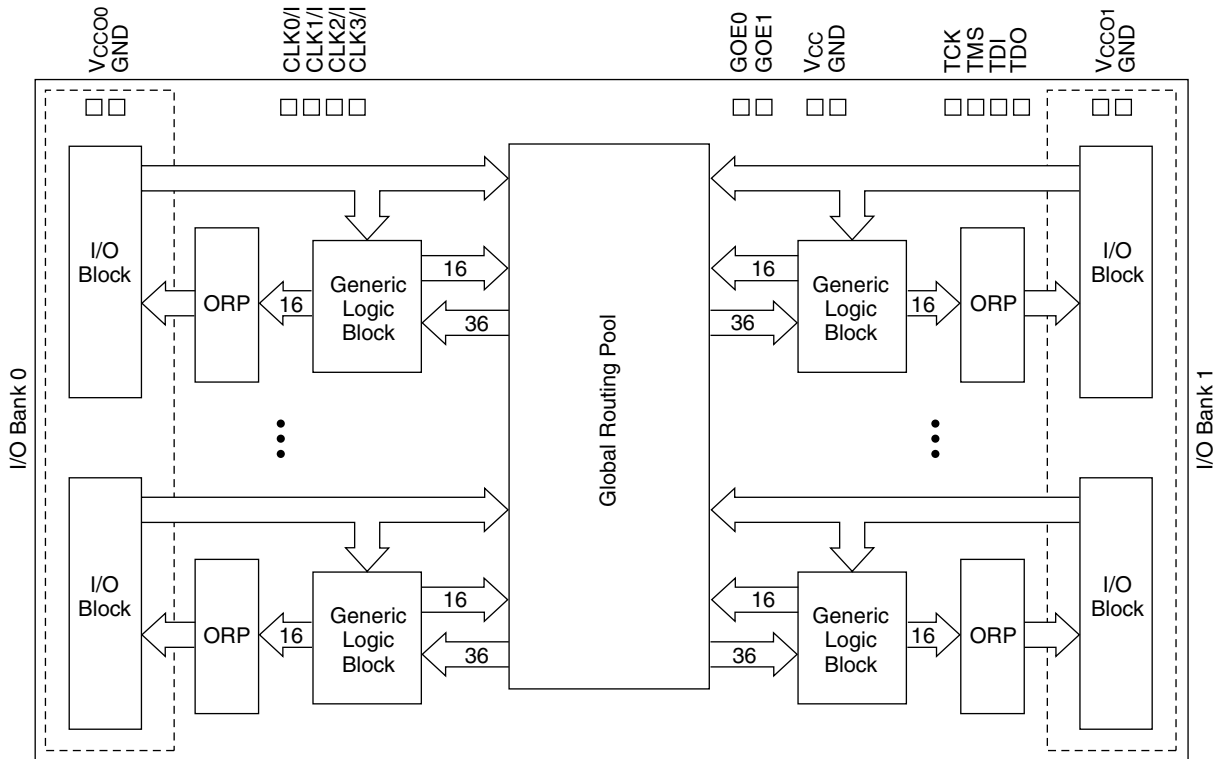 VCCO0
GND
CLK0/I
CLK1/I
CLK2/I
CLK3/I
GOE0
GOE1
VCC
GND
TCK
TMS
TDI
TDO
VCCO1
GND
I/O Bank 0
I/O
Block
ORP
16
Generic
Logic
Block
16
36
Global Routing Pool
16
36
Generic
Logic
Block
16
ORP
I/O
Block
I/O Bank 1
I/O
Block
ORP
16
Generic
Logic
Block
16
36
16
36
Generic
Logic
Block
16
ORP
I/O
Block